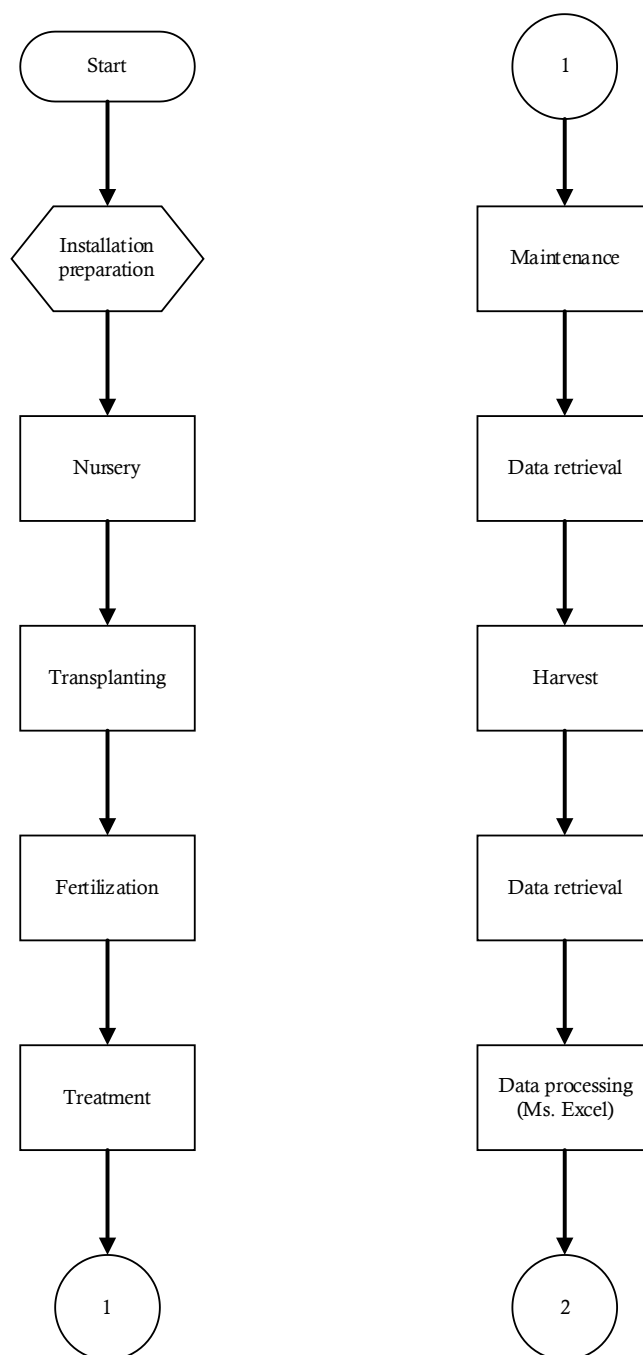 Start
Installation
preparation
Nursery
Transplanting
Fertilization
Treatment
1
1
Maintenance
Data retrieval
Harvest
Data retrieval
Data processing
(Ms. Excel)
2